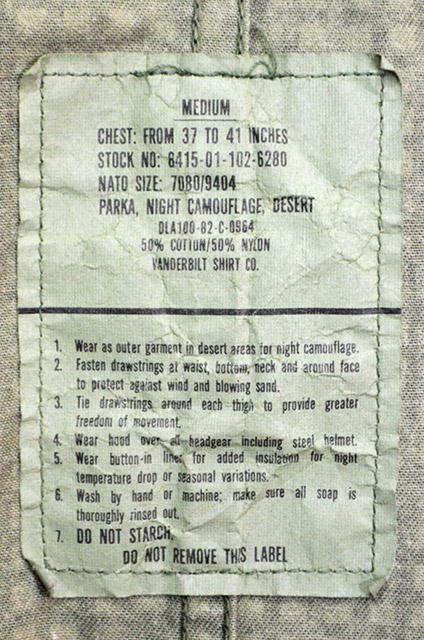 MEDIUM
CHEST: FROM 37 TO 41 INCHES
STOCK NO: 8415-01-102-6280
NATO SIZE: 7080/9404
PARKA, NIGHT CAMOUFLAGE, DESERT
DLA100-82-C-0964
50% COTTON/50% NYLON
VANDERBILT SHIRT CO.
1. Wear as outer garment in desert areas for night camouflage.
2. Fasten drawstrings at waist, bottom, neck and around face
to protect against wind and blowing sand.
3. Tie drawstrings around each thigh to provide greater
freedom of movement.
4. Wear hood over all headgear including steel helmet.
5. Wear button-in liner for added insulation for night
temperature drop or seasonal variations.
6. Wash by hand or machine; make sure all soap is
thoroughly rinsed out.
7. DO NOT STARCH.
DO NOT REMOVE THIS LABEL